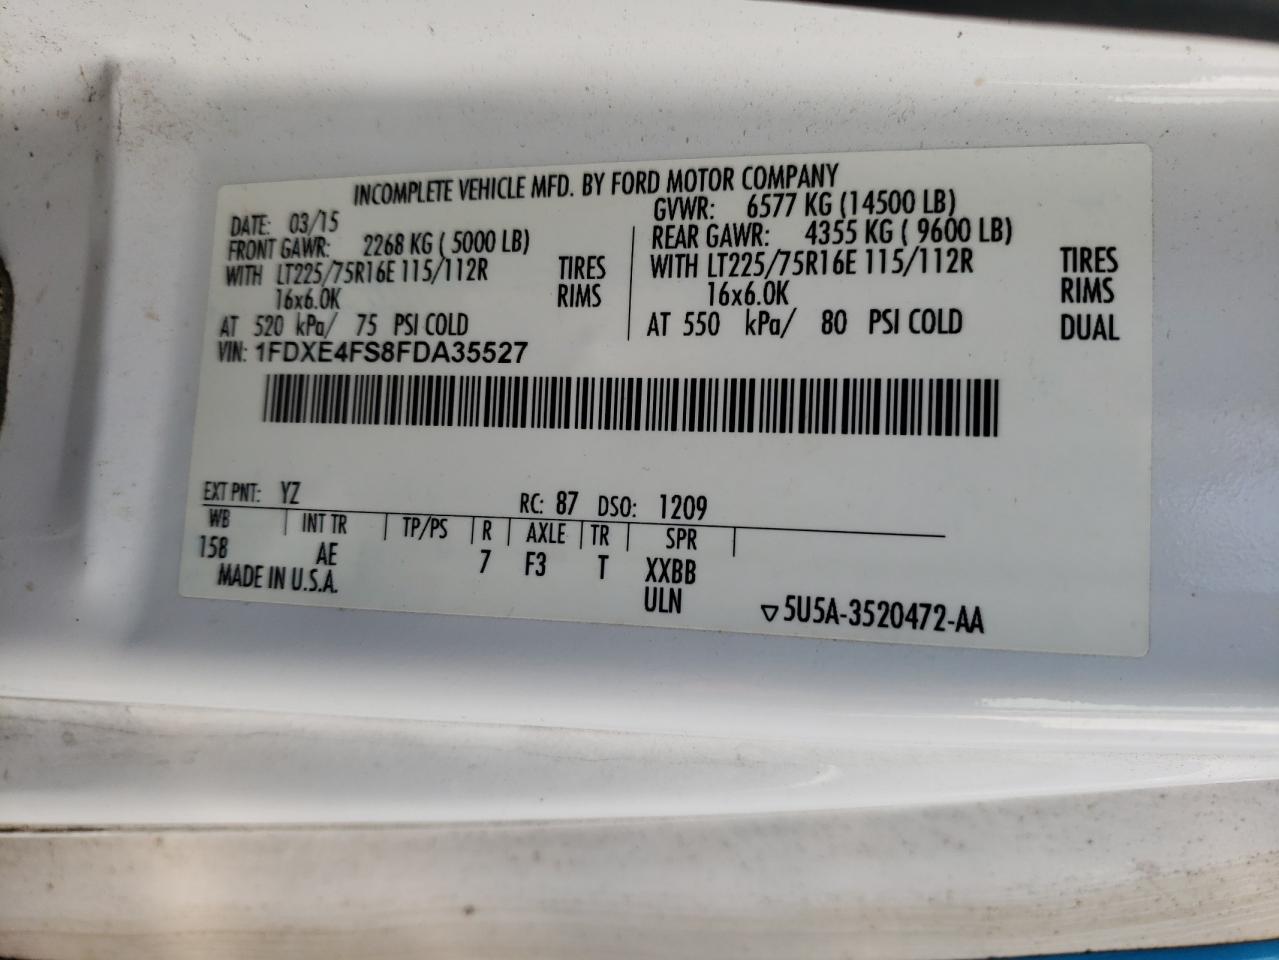 INCOMPLETE VEHICLE MFD. BY FORD MOTOR COMPANY
DATE: 03/15
FRONT GAWR: 2268 KG ( 5000 LB)
WITH LT225/75R16E 115/112R TIRES
16x6.0K RIMS
AT 520 kPa/ 75 PSI COLD
GVWR: 6577 KG (14500 LB)
REAR GAWR: 4355 KG ( 9600 LB)
WITH LT225/75R16E 115/112R TIRES
16x6.0K RIMS
AT 550 kPa/ 80 PSI COLD DUAL
VIN: 1FDXE4FS8FDA35527
EXT PNT: YZ RC: 87 DSO: 1209
WB INT TR TP/PS R AXLE TR SPR
158 AE 7 F3 T XXBB
MADE IN U.S.A. ULN
▽5U5A-3520472-AA